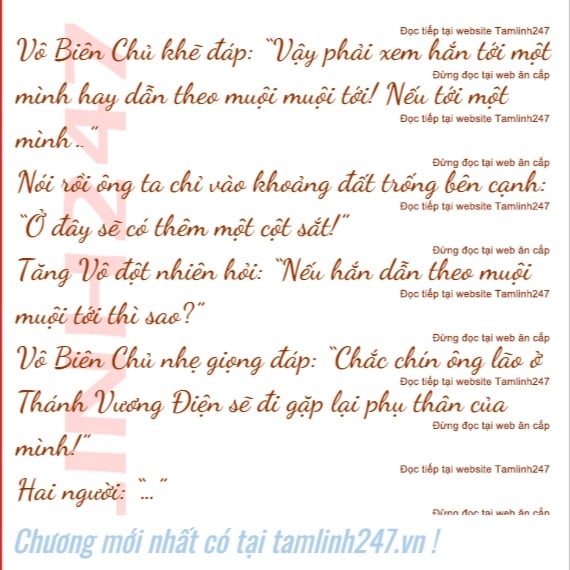 Đọc tiếp tại website Tamlinh247
Vô Biên Chủ khẽ đáp: “Vậy phải xem hắn tới một
Đừng đọc tại web ăn cắp
mình hay dẫn theo muội muội tới! Nếu tới một
Đọc tiếp tại website Tamlinh247
mình..”
Đừng đọc tại web ăn cắp
Nói rồi ông ta chỉ vào khoảng đất trống bên cạnh:
Đọc tiếp tại website Tamlinh247
“Ở đây sẽ có thêm một cột sắt!”
Đừng đọc tại web ăn cắp
Tăng Vô đột nhiên hỏi: “Nếu hắn dẫn theo muội
Đọc tiếp tại website Tamlinh247
muội tới thì sao?”
Đừng đọc tại web ăn cắp
Vô Biên Chủ nhẹ giọng đáp: “Chắc chín ông lão ở
Đọc tiếp tại website Tamlinh247
Thánh Vương Điện sẽ đi gặp lại phụ thân của
Đừng đọc tại web ăn cắp
mình!”
Đọc tiếp tại website Tamlinh247
Hai người: “…”
Đừng đọc tại web ăn cắp
LINH247
Chương mới nhất có tại tamlinh247.vn !